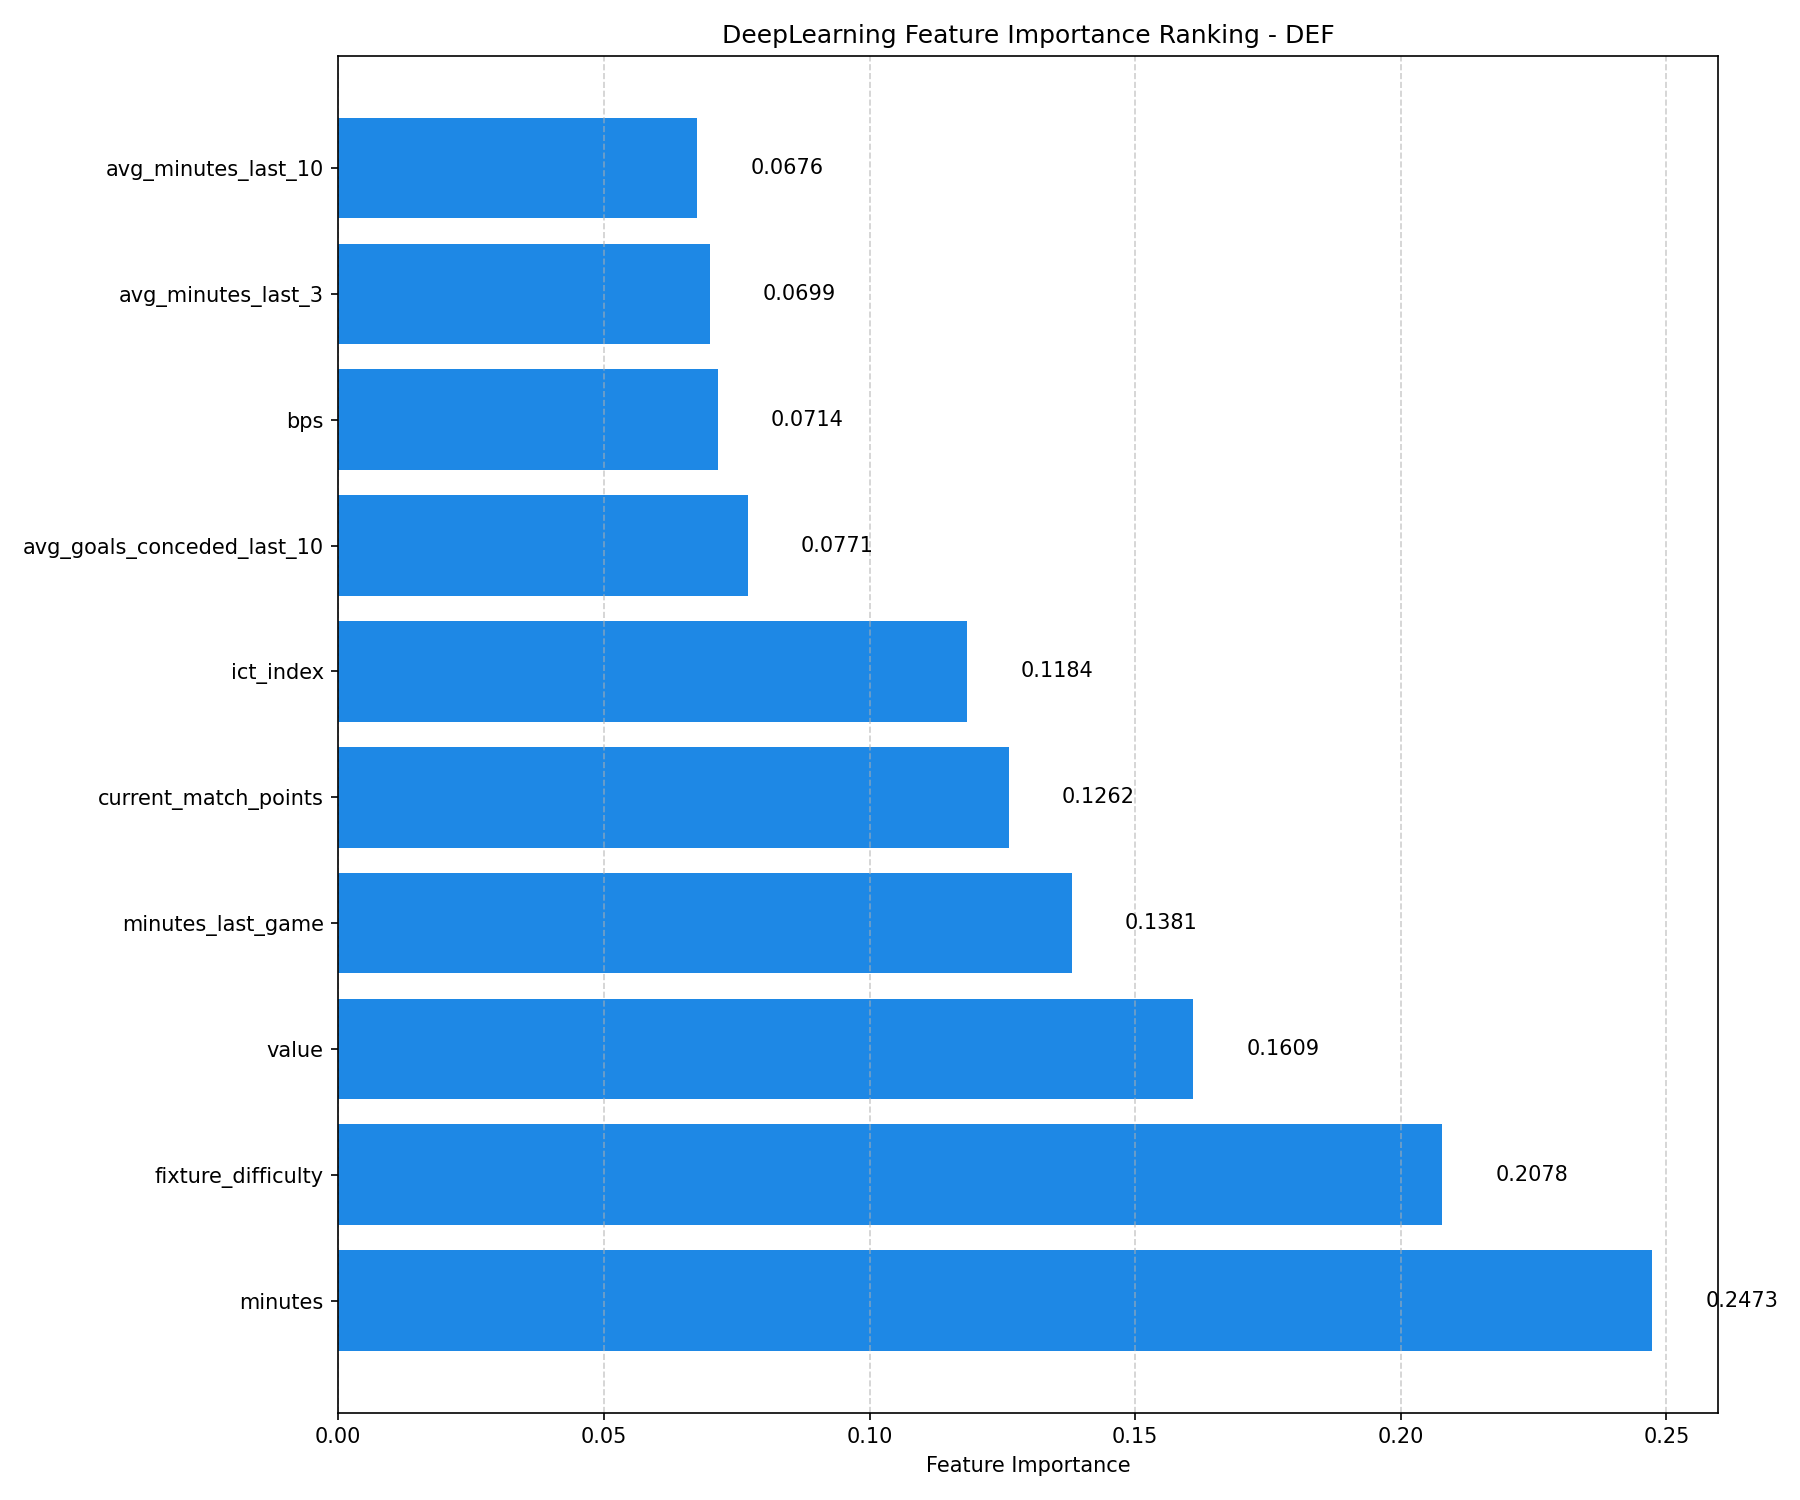 DeepLearning Feature Importance Ranking - DEF
avg_minutes_last_10 0.0676
avg_minutes_last_3 0.0699
bps 0.0714
avg_goals_conceded_last_10 0.0771
ict_index 0.1184
current_match_points 0.1262
minutes_last_game 0.1381
value 0.1609
fixture_difficulty 0.2078
minutes 0.2473
0.00 0.05 0.10 0.15 0.20 0.25
Feature Importance